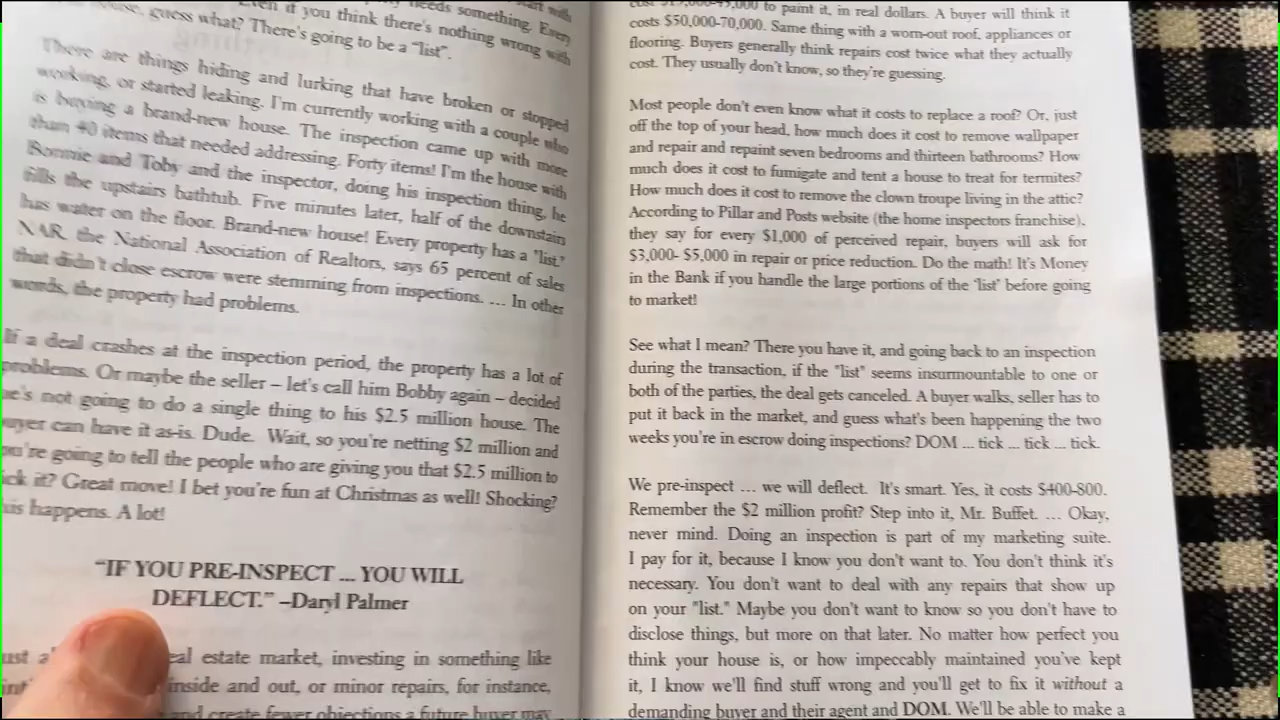 needs something. Every
Even if you think there's nothing wrong with
house, guess what? There's going to be a "list".
There are things hiding and lurking that have broken or stopped
working, or started leaking. I'm currently working with a couple who
is buying a brand-new house. The inspection came up with more
than 40 items that needed addressing. Forty items! I'm the house with
Bonnie and Toby and the inspector, doing his inspection thing, he
fills the upstairs bathtub. Five minutes later, half of the downstairs
has water on the floor. Brand-new house! Every property has a "list."
NAR, the National Association of Realtors, says 65 percent of sales
that didn't close escrow were stemming from inspections. ... In other
words, the property had problems.
If a deal crashes at the inspection period, the property has a lot of
problems. Or maybe the seller – let's call him Bobby again – decided
he's not going to do a single thing to his $2.5 million house. The
buyer can have it as-is. Dude. Wait, so you're netting $2 million and
you're going to tell the people who are giving you that $2.5 million to
it? Great move! I bet you're fun at Christmas as well! Shocking?
This happens. A lot!
"IF YOU PRE-INSPECT ... YOU WILL
DEFLECT." –Daryl Palmer
real estate market, investing in something like
inside and out, or minor repairs, for instance,
and create fewer objections a future buyer may
to paint it, in real dollars. A buyer will think it
costs $50,000-70,000. Same thing with a worn-out roof, appliances or
flooring. Buyers generally think repairs cost twice what they actually
cost. They usually don't know, so they're guessing.
Most people don't even know what it costs to replace a roof? Or, just
off the top of your head, how much does it cost to remove wallpaper
and repair and repaint seven bedrooms and thirteen bathrooms? How
much does it cost to fumigate and tent a house to treat for termites?
How much does it cost to remove the clown troupe living in the attic?
According to Pillar and Posts website (the home inspectors franchise),
they say for every $1,000 of perceived repair, buyers will ask for
$3,000- $5,000 in repair or price reduction. Do the math! It's Money
in the Bank if you handle the large portions of the 'list' before going
to market!
See what I mean? There you have it, and going back to an inspection
during the transaction, if the "list" seems insurmountable to one or
both of the parties, the deal gets canceled. A buyer walks, seller has to
put it back in the market, and guess what's been happening the two
weeks you're in escrow doing inspections? DOM ... tick ... tick ... tick.
We pre-inspect ... we will deflect. It's smart. Yes, it costs $400-800.
Remember the $2 million profit? Step into it, Mr. Buffet. ... Okay,
never mind. Doing an inspection is part of my marketing suite.
I pay for it, because I know you don't want to. You don't think it's
necessary. You don't want to deal with any repairs that show up
on your "list." Maybe you don't want to know so you don't have to
disclose things, but more on that later. No matter how perfect you
think your house is, or how impeccably maintained you've kept
it, I know we'll find stuff wrong and you'll get to fix it without a
demanding buyer and their agent and DOM. We'll be able to make a